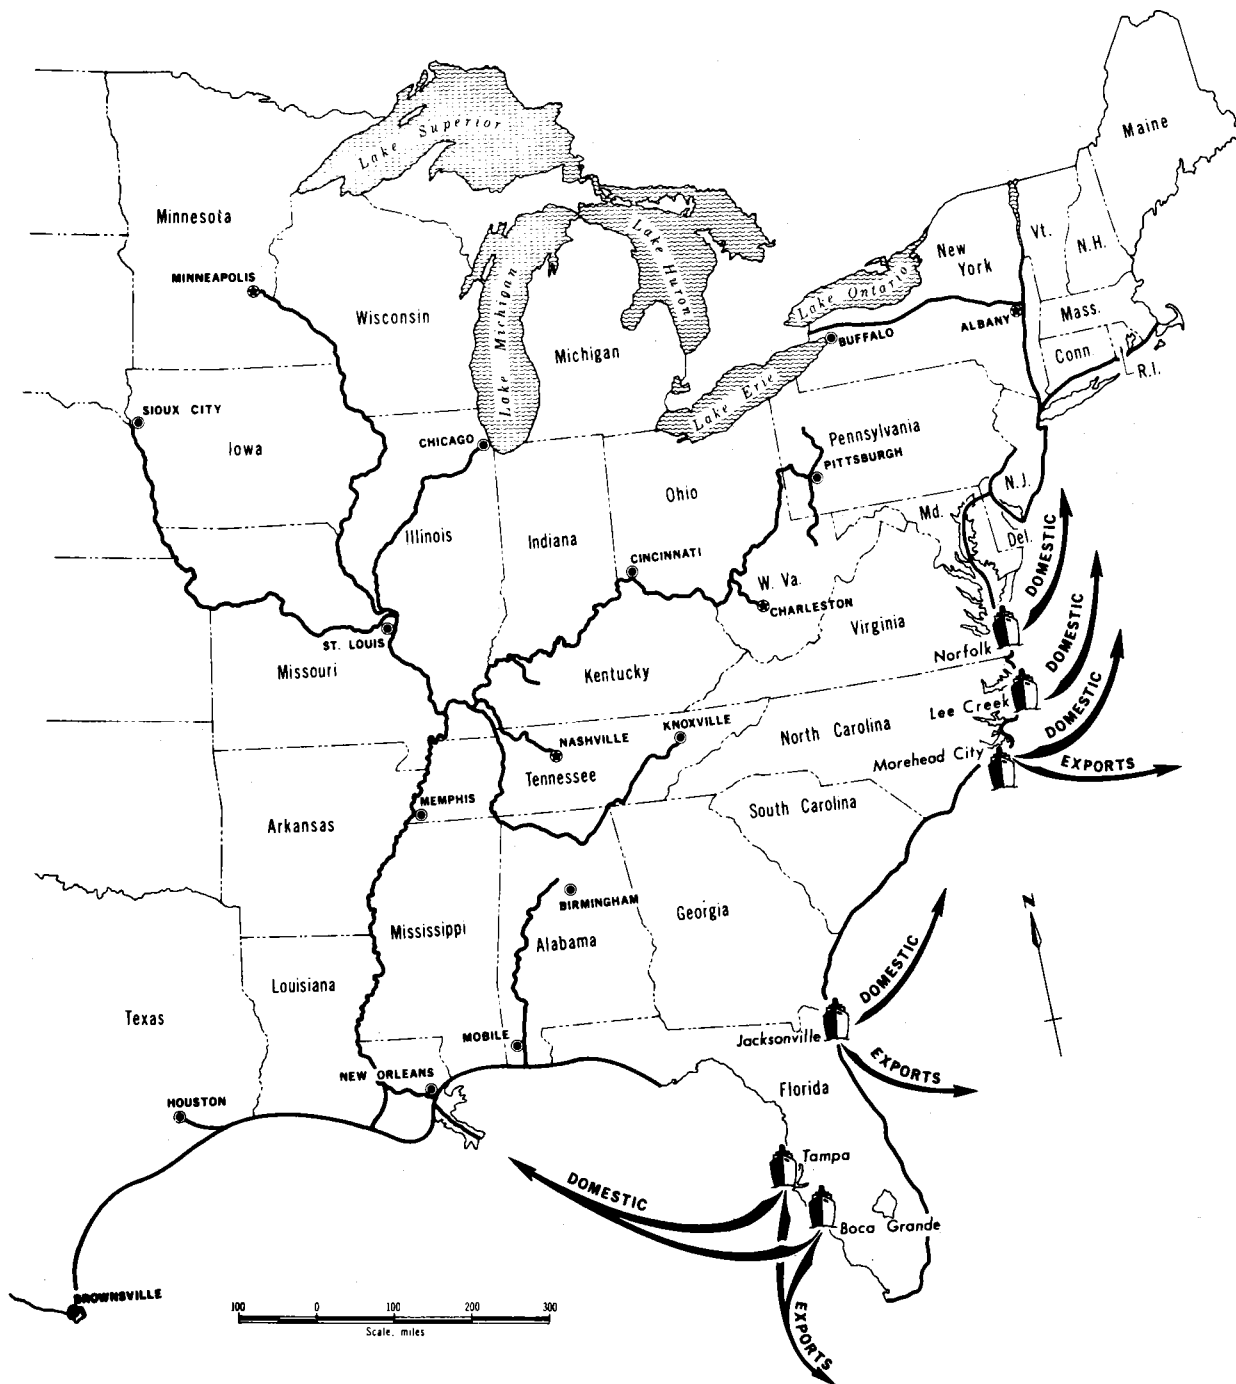 Maine
Lake Superior
Minnesota
Vt.
N.H.
New
York
Lake Huron
Lake Michigan
Lake Ontario
MINNEAPOLIS
Wisconsin
Michigan
ALBANY
Mass.
BUFFALO
Conn.
R.I.
Lake Erie
SIOUX CITY
Iowa
CHICAGO
Pennsylvania
PITTSBURGH
Ohio
N.J.
Md.
Del.
Illinois
Indiana
CINCINNATI
W. Va.
CHARLESTON
Virginia
DOMESTIC
ST. LOUIS
Missouri
Kentucky
Norfolk
DOMESTIC
Lee Creek
DOMESTIC
KNOXVILLE
North Carolina
NASHVILLE
Tennessee
Morehead City
EXPORTS
MEMPHIS
South Carolina
Arkansas
BIRMINGHAM
Georgia
Mississippi
Alabama
N
DOMESTIC
Louisiana
Texas
MOBILE
Jacksonville
EXPORTS
NEW ORLEANS
Florida
HOUSTON
Tampa
DOMESTIC
Boca Grande
BROWNSVILLE
EXPORTS
100 0 100 200 300
Scale, miles